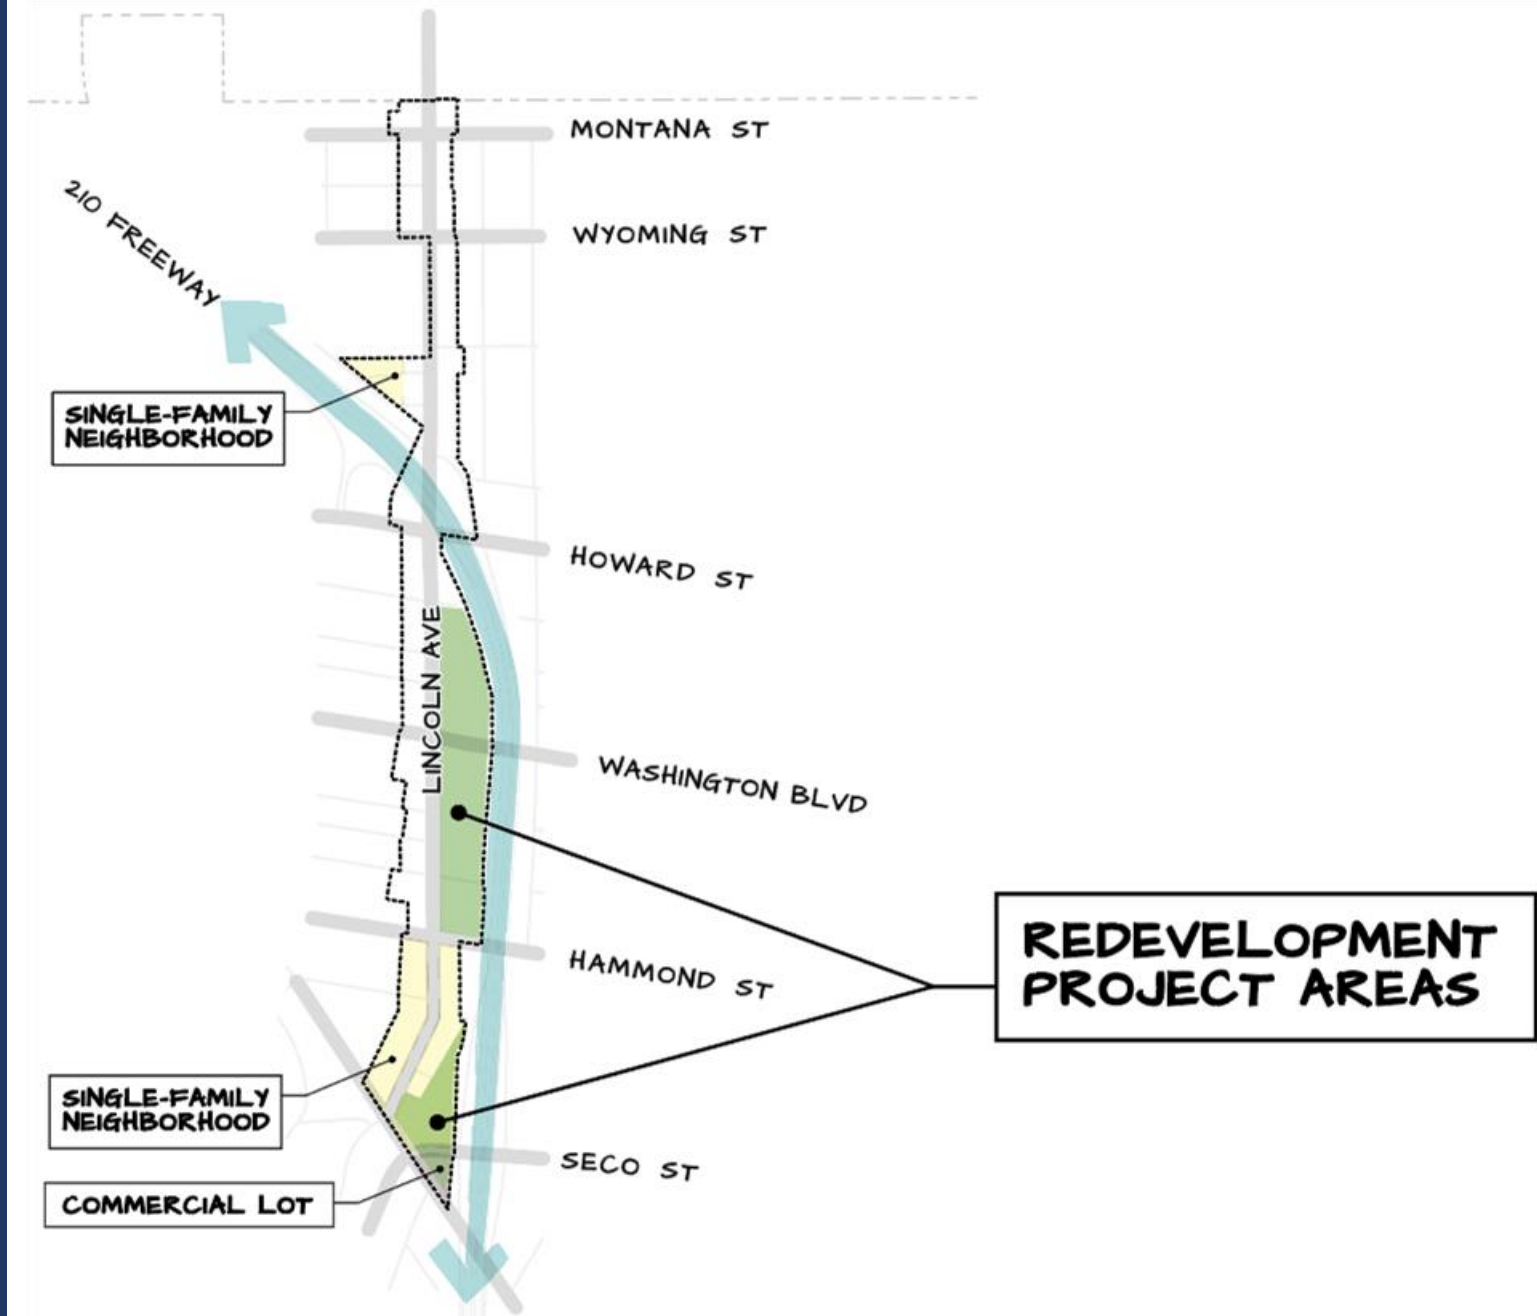 MONTANA ST
WYOMING ST
210 FREEWAY
SINGLE-FAMILY
NEIGHBORHOOD
HOWARD ST
LINCOLN AVE
WASHINGTON BLVD
REDEVELOPMENT
PROJECT AREAS
HAMMOND ST
SINGLE-FAMILY
NEIGHBORHOOD
SECO ST
COMMERCIAL LOT